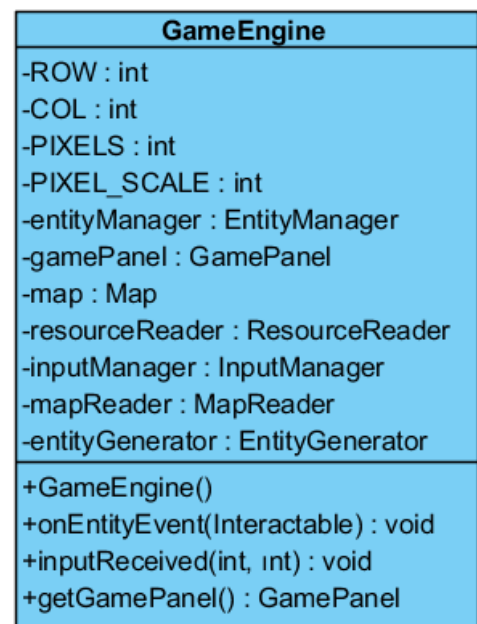 GameEngine
-ROW : int
-COL : int
-PIXELS : int
-PIXEL_SCALE : int
-entityManager : EntityManager
-gamePanel : GamePanel
-map : Map
-resourceReader : ResourceReader
-inputManager : InputManager
-mapReader : MapReader
-entityGenerator : EntityGenerator
+GameEngine()
+onEntityEvent(Interactable) : void
+inputReceived(int, ınt) : void
+getGamePanel() : GamePanel